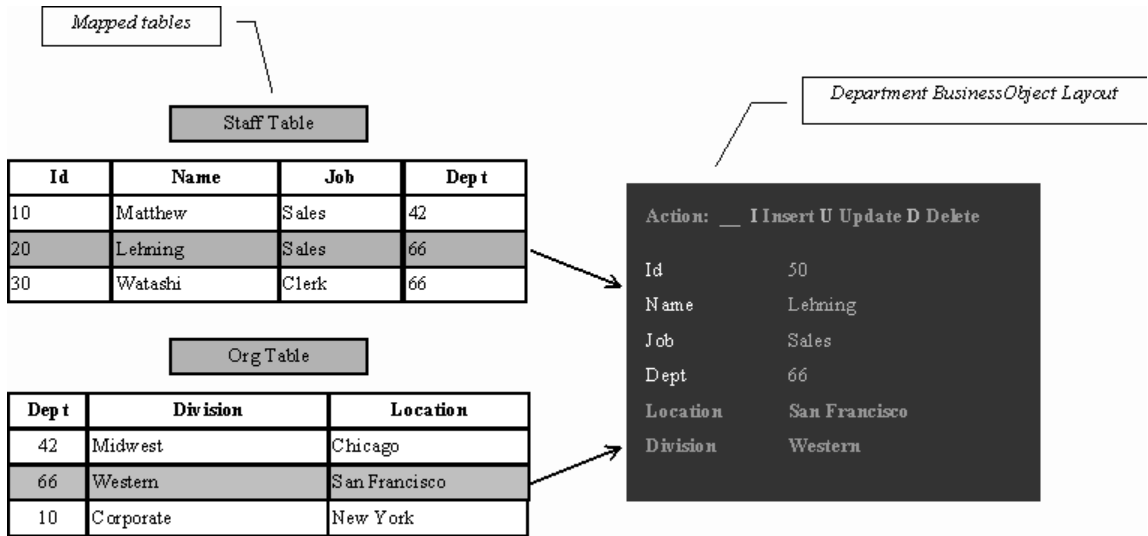 Mapped tables
Department BusinessObject Layout
Staff Table
Id Name Job Dept
10 Matthew Sales 42
20 Lehning Sales 66
30 Watashi Clerk 66
Org Table
Dept Division Location
42 Midwest Chicago
66 Western San Francisco
10 Corporate New York
Action: __ I Insert U Update D Delete
Id 50
Name Lehning
Job Sales
Dept 66
Location San Francisco
Division Western